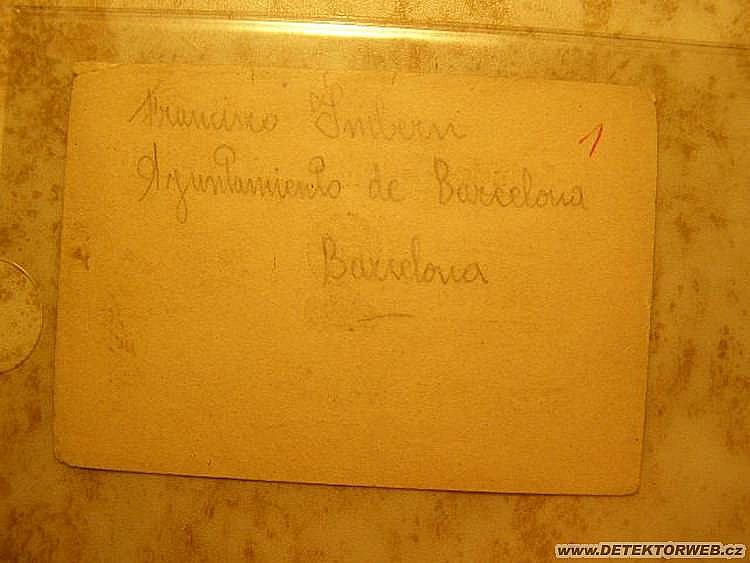 Francisco Imbern
1
Ayuntamiento de Barcelona
Barcelona
www.DETEKTORWEB.cz